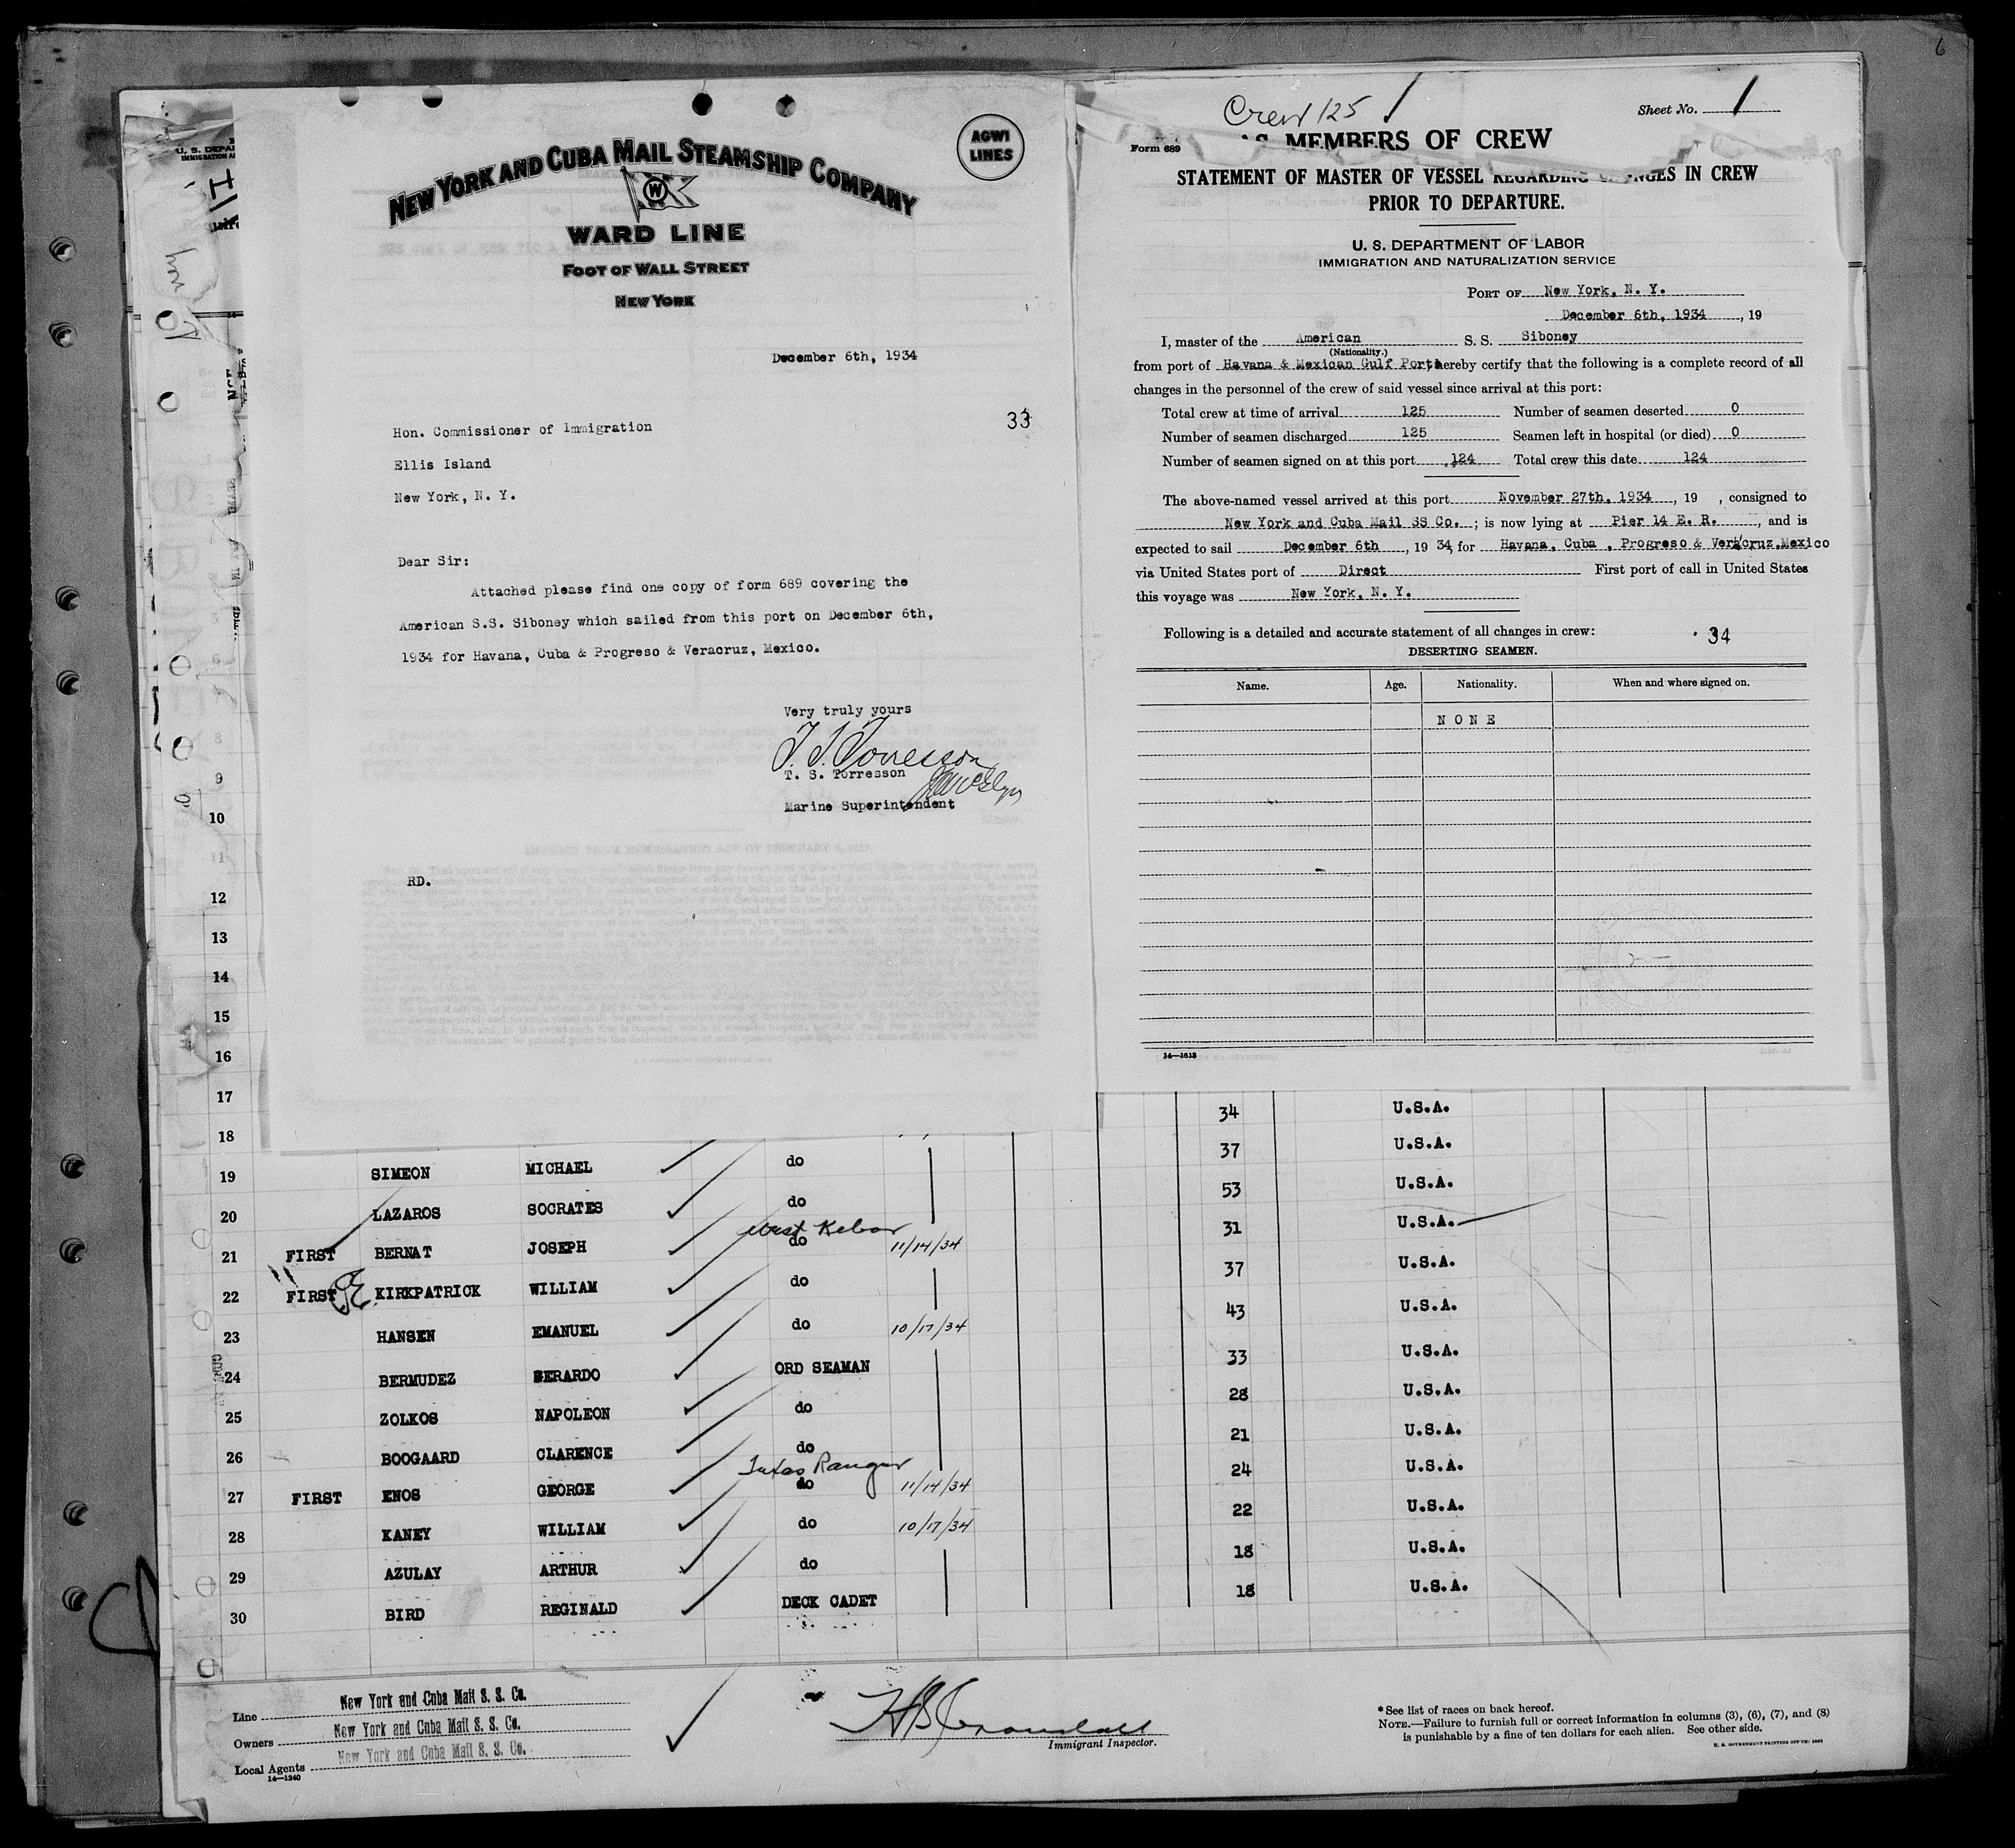 6
AGWI
LINES
NEW YORK AND CUBA MAIL STEAMSHIP COMPANY
W
WARD LINE
FOOT OF WALL STREET
NEW YORK
December 6th, 1934
33
Hon. Commissioner of Immigration
Ellis Island
New York, N. Y.
Dear Sir:
Attached please find one copy of form 689 covering the
American S.S. Siboney which sailed from this port on December 6th,
1934 for Havana, Cuba & Progreso & Veracruz, Mexico.
Very truly yours
T. S. Torresson
T. S. Torresson
Marine Superintendent
RD.
Crew 125
Sheet No. 1
MEMBERS OF CREW
Form 689
STATEMENT OF MASTER OF VESSEL REGARDING CHANGES IN CREW
PRIOR TO DEPARTURE.
U. S. DEPARTMENT OF LABOR
IMMIGRATION AND NATURALIZATION SERVICE
PORT OF New York, N. Y.
December 6th, 1934, 19
I, master of the American S. S. Siboney
(Nationality.)
from port of Havana & Mexican Gulf Port, hereby certify that the following is a complete record of all
changes in the personnel of the crew of said vessel since arrival at this port:
Total crew at time of arrival 125 Number of seamen deserted 0
Number of seamen discharged 125 Seamen left in hospital (or died) 0
Number of seamen signed on at this port 124 Total crew this date 124
The above-named vessel arrived at this port November 27th, 1934, 19 , consigned to
New York and Cuba Mail SS Co. ; is now lying at Pier 14 E. R. , and is
expected to sail December 6th , 19 34, for Havana, Cuba , Progreso & Veracruz,Mexico
via United States port of Direct First port of call in United States
this voyage was New York, N. Y.
Following is a detailed and accurate statement of all changes in crew: 34
DESERTING SEAMEN.
Name. Age. Nationality. When and where signed on.
N O N E
14—1613
9
10
11
12
13
14
15
16
17 34 U.S.A.
18 37 U.S.A.
19 SIMEON MICHAEL do 53 U.S.A.
20 LAZAROS SOCRATES do 31 U.S.A.
West Kebar
21 FIRST BERNAT JOSEPH do 11/14/34 37 U.S.A.
22 FIRST KIRKPATRICK WILLIAM do 43 U.S.A.
23 HANSEN EMANUEL do 10/17/34 33 U.S.A.
24 BERMUDEZ GERARDO ORD SEAMAN 28 U.S.A.
25 ZOLKOS NAPOLEON do 21 U.S.A.
26 BOOGAARD CLARENCE do 24 U.S.A.
Texas Ranger
27 FIRST ENOS GEORGE do 11/14/34 22 U.S.A.
28 KANEY WILLIAM do 10/17/34 18 U.S.A.
29 AZULAY ARTHUR do 18 U.S.A.
30 BIRD REGINALD DECK CADET
Line New York and Cuba Mail S. S. Co.
Owners New York and Cuba Mail S. S. Co.
Local Agents New York and Cuba Mail S. S. Co.
14—1240
Immigrant Inspector.
*See list of races on back hereof.
NOTE.—Failure to furnish full or correct information in columns (3), (6), (7), and (8)
is punishable by a fine of ten dollars for each alien. See other side.
U. S. GOVERNMENT PRINTING OFFICE: 1932